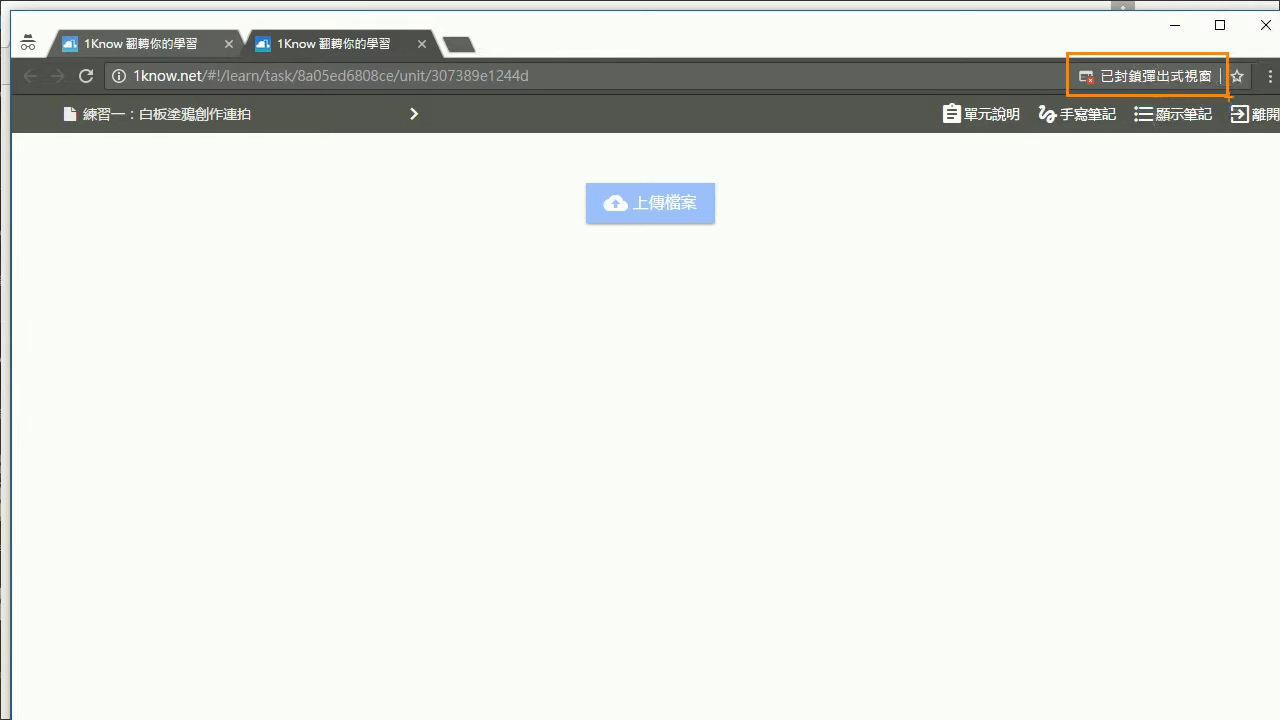 1Know 翻轉你的學習
1Know 翻轉你的學習
1know.net/#!/learn/task/8a05ed6808ce/unit/307389e1244d
已封鎖彈出式視窗
練習一：白板塗鴉創作連拍
單元說明
手寫筆記
顯示筆記
離開
上傳檔案